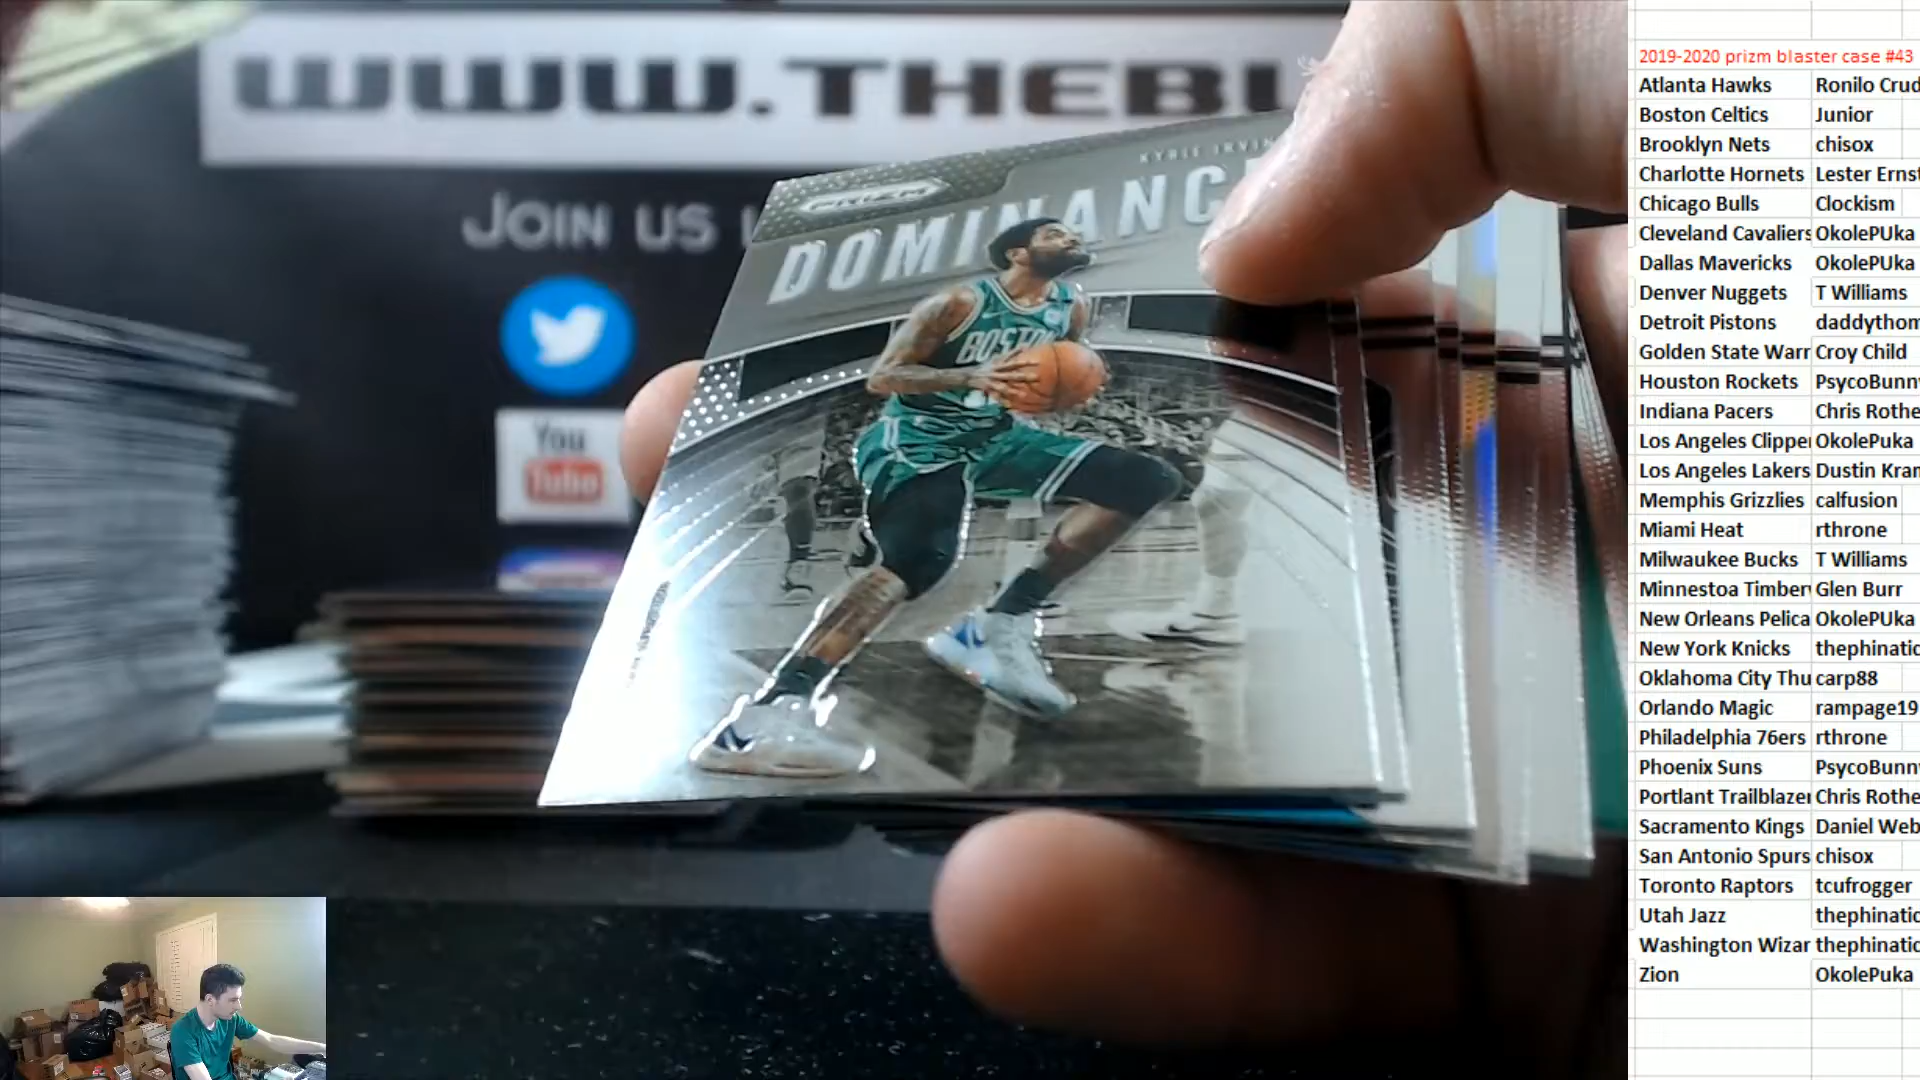 WWW.THEBL
JOIN US
You
Tube
KYRIE IRVIN
PRIZM
DOMINANCE
BOSTON
2019-2020 prizm blaster case #43
Atlanta Hawks Ronilo Crud
Boston Celtics Junior
Brooklyn Nets chisox
Charlotte Hornets Lester Ernst
Chicago Bulls Clockism
Cleveland Cavaliers OkolePUka
Dallas Mavericks OkolePUka
Denver Nuggets T Williams
Detroit Pistons daddythom
Golden State Warr Croy Child
Houston Rockets PsycoBunny
Indiana Pacers Chris Rothe
Los Angeles Clipper OkolePuka
Los Angeles Lakers Dustin Kran
Memphis Grizzlies calfusion
Miami Heat rthrone
Milwaukee Bucks T Williams
Minnestoa Timberw Glen Burr
New Orleans Pelica OkolePUka
New York Knicks thephinatic
Oklahoma City Thu carp88
Orlando Magic rampage19
Philadelphia 76ers rthrone
Phoenix Suns PsycoBunny
Portlant Trailblazer Chris Rothe
Sacramento Kings Daniel Web
San Antonio Spurs chisox
Toronto Raptors tcufrogger
Utah Jazz thephinatic
Washington Wizar thephinatic
Zion OkolePuka